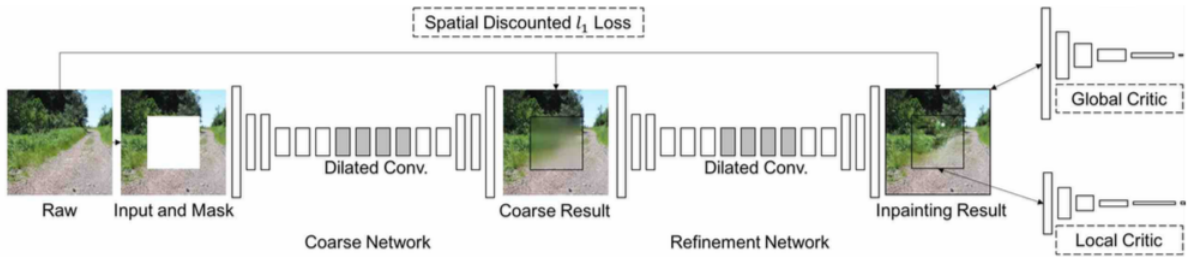 Spatial Discounted l₁ Loss
Global Critic
Dilated Conv.
Dilated Conv.
Raw
Input and Mask
Coarse Result
Inpainting Result
Coarse Network
Refinement Network
Local Critic